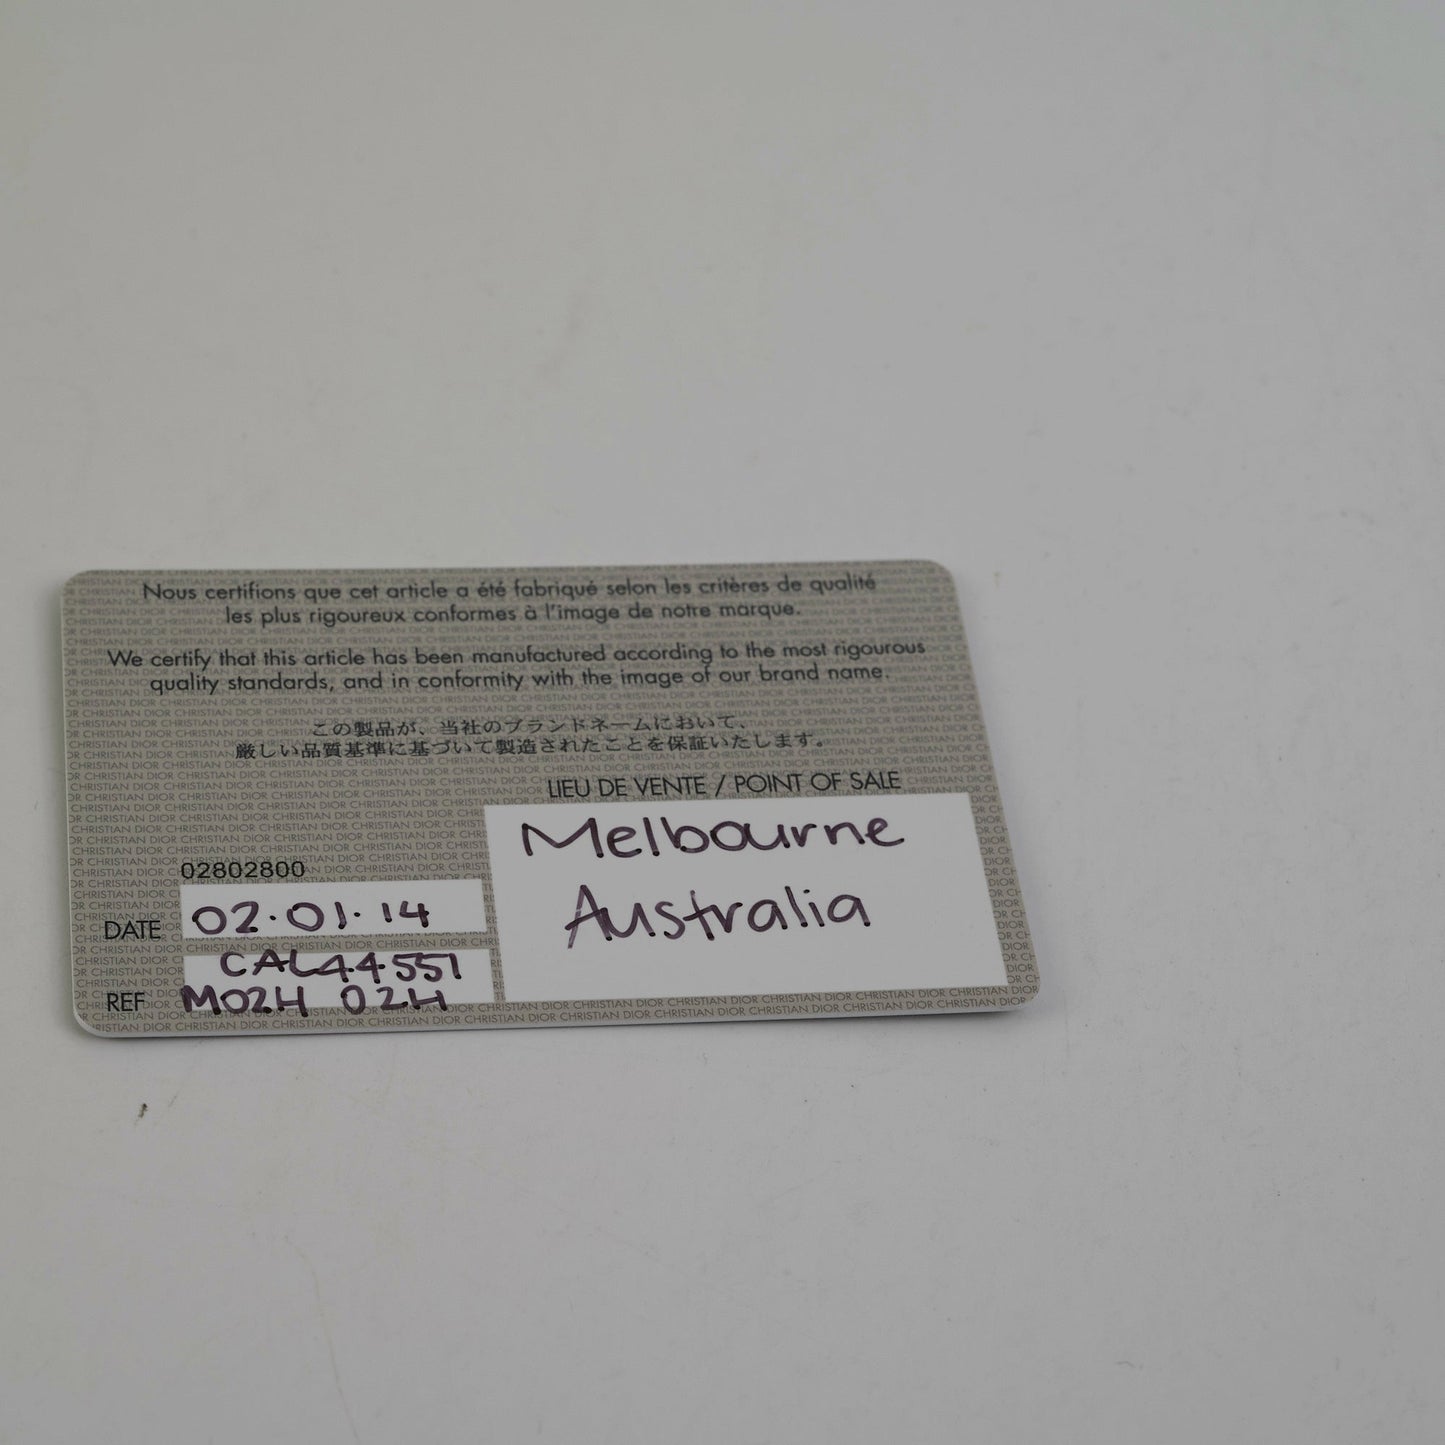 Nous certifions que cet article a été fabriqué selon les critères de qualité
les plus rigoureux conformes à l'image de notre marque.
We certify that this article has been manufactured according to the most rigourous
quality standards, and in conformity with the image of our brand name.
この製品が、当社のブランドネームにおいて、
厳しい品質基準に基づいて製造されたことを保証いたします。
LIEU DE VENTE / POINT OF SALE
Melbourne
Australia
02802800
DATE 02.01.14
CAL44551
REF M02H 02H